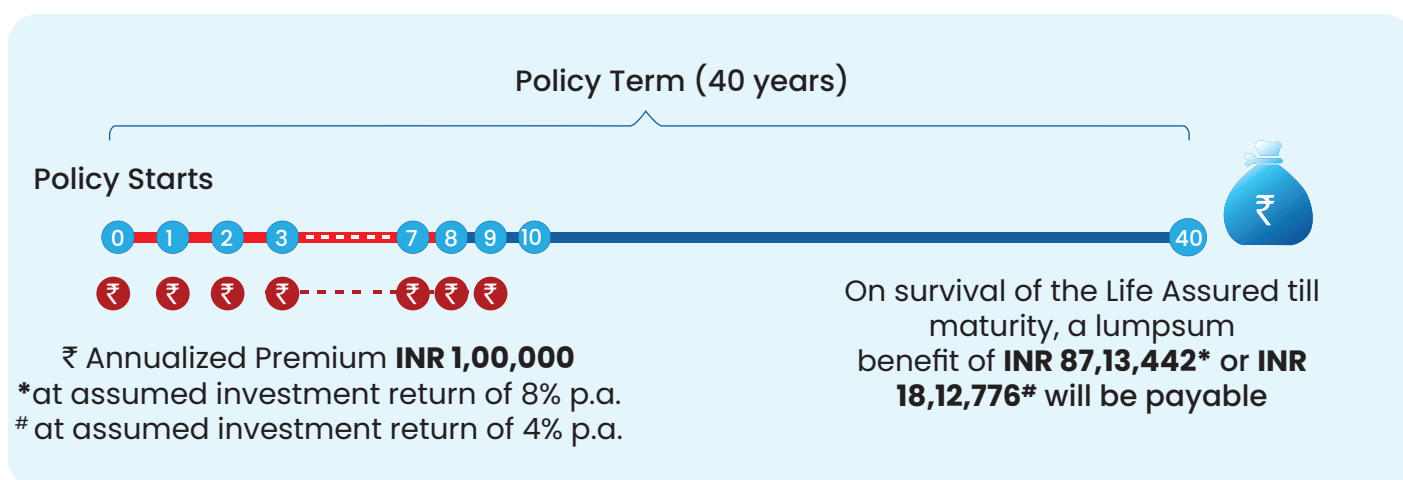 Policy Term (40 years)
Policy Starts
₹
0 1 2 3 7 8 9 10 40
₹ ₹ ₹ ₹ ₹ ₹ ₹
₹ Annualized Premium INR 1,00,000
*at assumed investment return of 8% p.a.
# at assumed investment return of 4% p.a.
On survival of the Life Assured till
maturity, a lumpsum
benefit of INR 87,13,442* or INR
18,12,776# will be payable